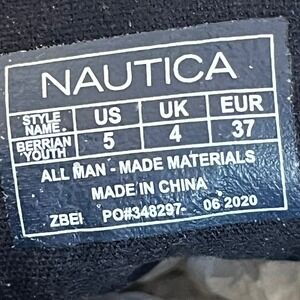 NAUTICA
STYLE NAME. US UK EUR
BERRIAN YOUTH 5 4 37
ALL MAN - MADE MATERIALS
MADE IN CHINA
ZBEI PO#348297- 06 2020